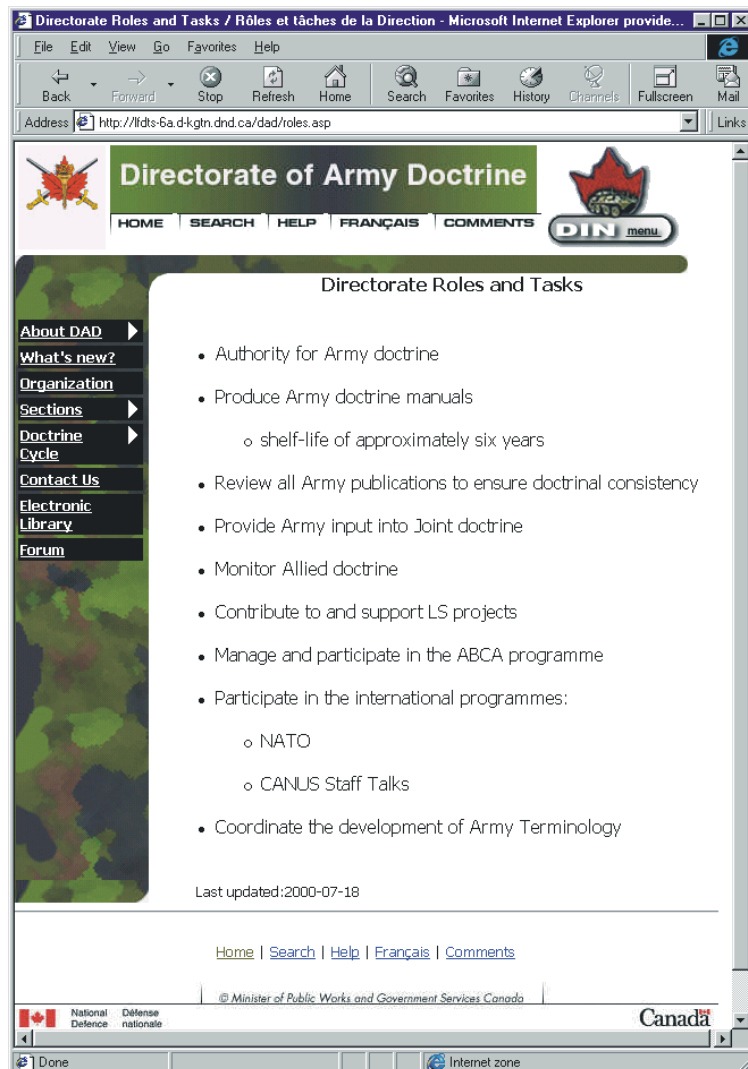 Directorate Roles and Tasks / Rôles et tâches de la Direction - Microsoft Internet Explorer provide...
File Edit View Go Favorites Help
Back Forward Stop Refresh Home Search Favorites History Channels Fullscreen Mail
Address http://lfdts-6a.d-kgtn.dnd.ca/dad/roles.asp Links
Directorate of Army Doctrine
HOME SEARCH HELP FRANÇAIS COMMENTS
DIN menu
Directorate Roles and Tasks
About DAD
What's new?
Organization
Sections
Doctrine
Cycle
Contact Us
Electronic
Library
Forum
• Authority for Army doctrine
• Produce Army doctrine manuals
o shelf-life of approximately six years
• Review all Army publications to ensure doctrinal consistency
• Provide Army input into Joint doctrine
• Monitor Allied doctrine
• Contribute to and support LS projects
• Manage and participate in the ABCA programme
• Participate in the international programmes:
o NATO
o CANUS Staff Talks
• Coordinate the development of Army Terminology
Last updated:2000-07-18
Home | Search | Help | Français | Comments
© Minister of Public Works and Government Services Canada
National Défense
Defence nationale
Canada
Done Internet zone